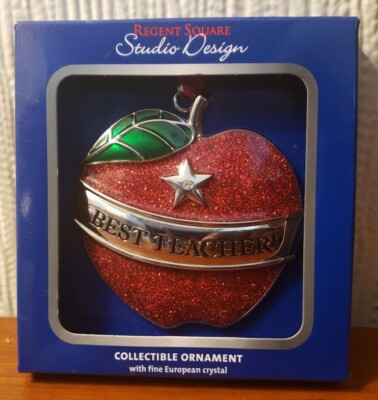 REGENT SQUARE
Studio Design
BEST TEACHER!
COLLECTIBLE ORNAMENT
with fine European crystal